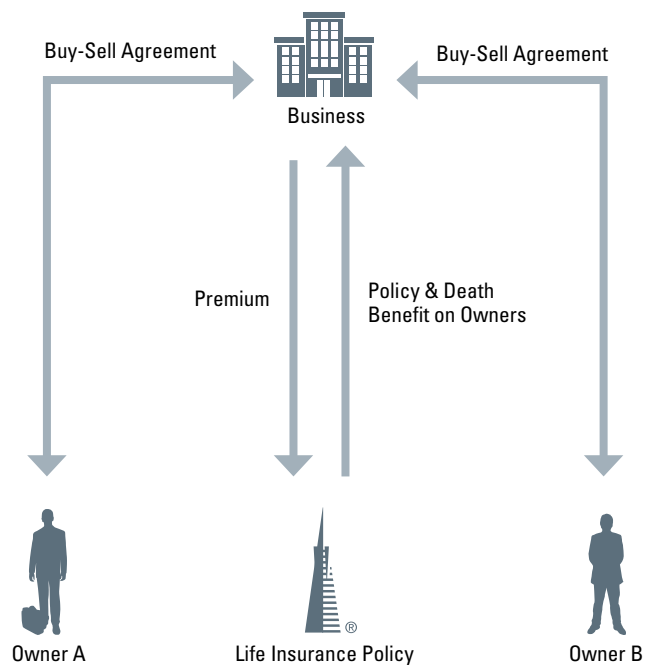 Buy-Sell Agreement
Buy-Sell Agreement
Business
Premium
Policy & Death
Benefit on Owners
®
Owner A
Life Insurance Policy
Owner B